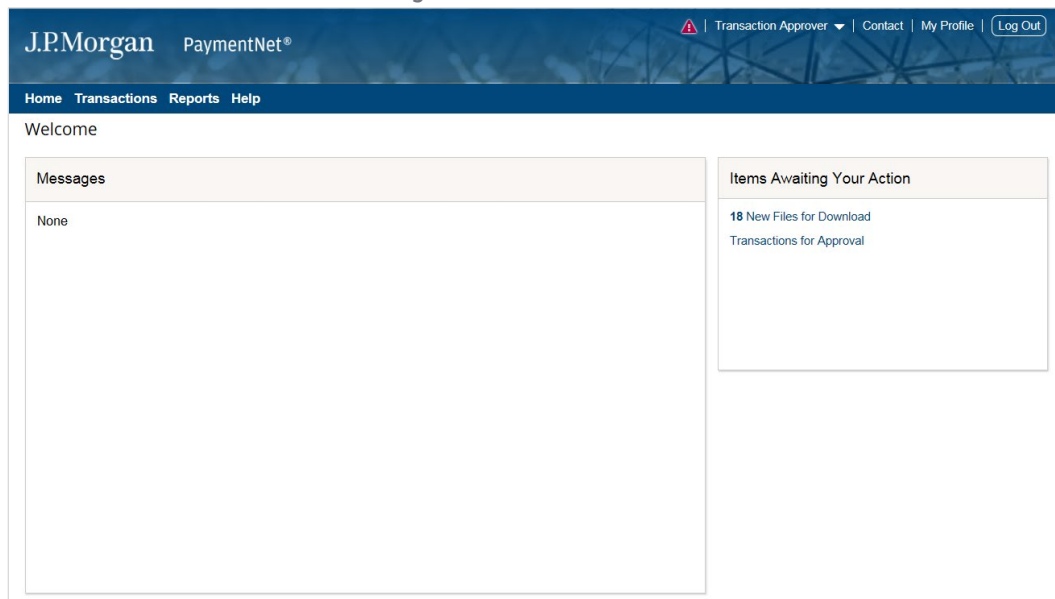 Transaction Approver | Contact | My Profile | Log Out
J.P.Morgan PaymentNet®
Home Transactions Reports Help
Welcome
Messages
None
Items Awaiting Your Action
18 New Files for Download
Transactions for Approval